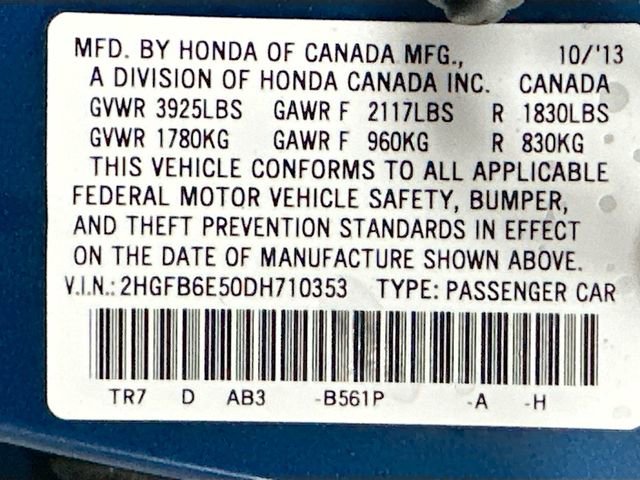 MFD. BY HONDA OF CANADA MFG., 10/'13
A DIVISION OF HONDA CANADA INC. CANADA
GVWR 3925LBS GAWR F 2117LBS R 1830LBS
GVWR 1780KG GAWR F 960KG R 830KG
THIS VEHICLE CONFORMS TO ALL APPLICABLE
FEDERAL MOTOR VEHICLE SAFETY, BUMPER,
AND THEFT PREVENTION STANDARDS IN EFFECT
ON THE DATE OF MANUFACTURE SHOWN ABOVE.
V.I.N.: 2HGFB6E50DH710353 TYPE: PASSENGER CAR
TR7 D AB3 -B561P -A -H